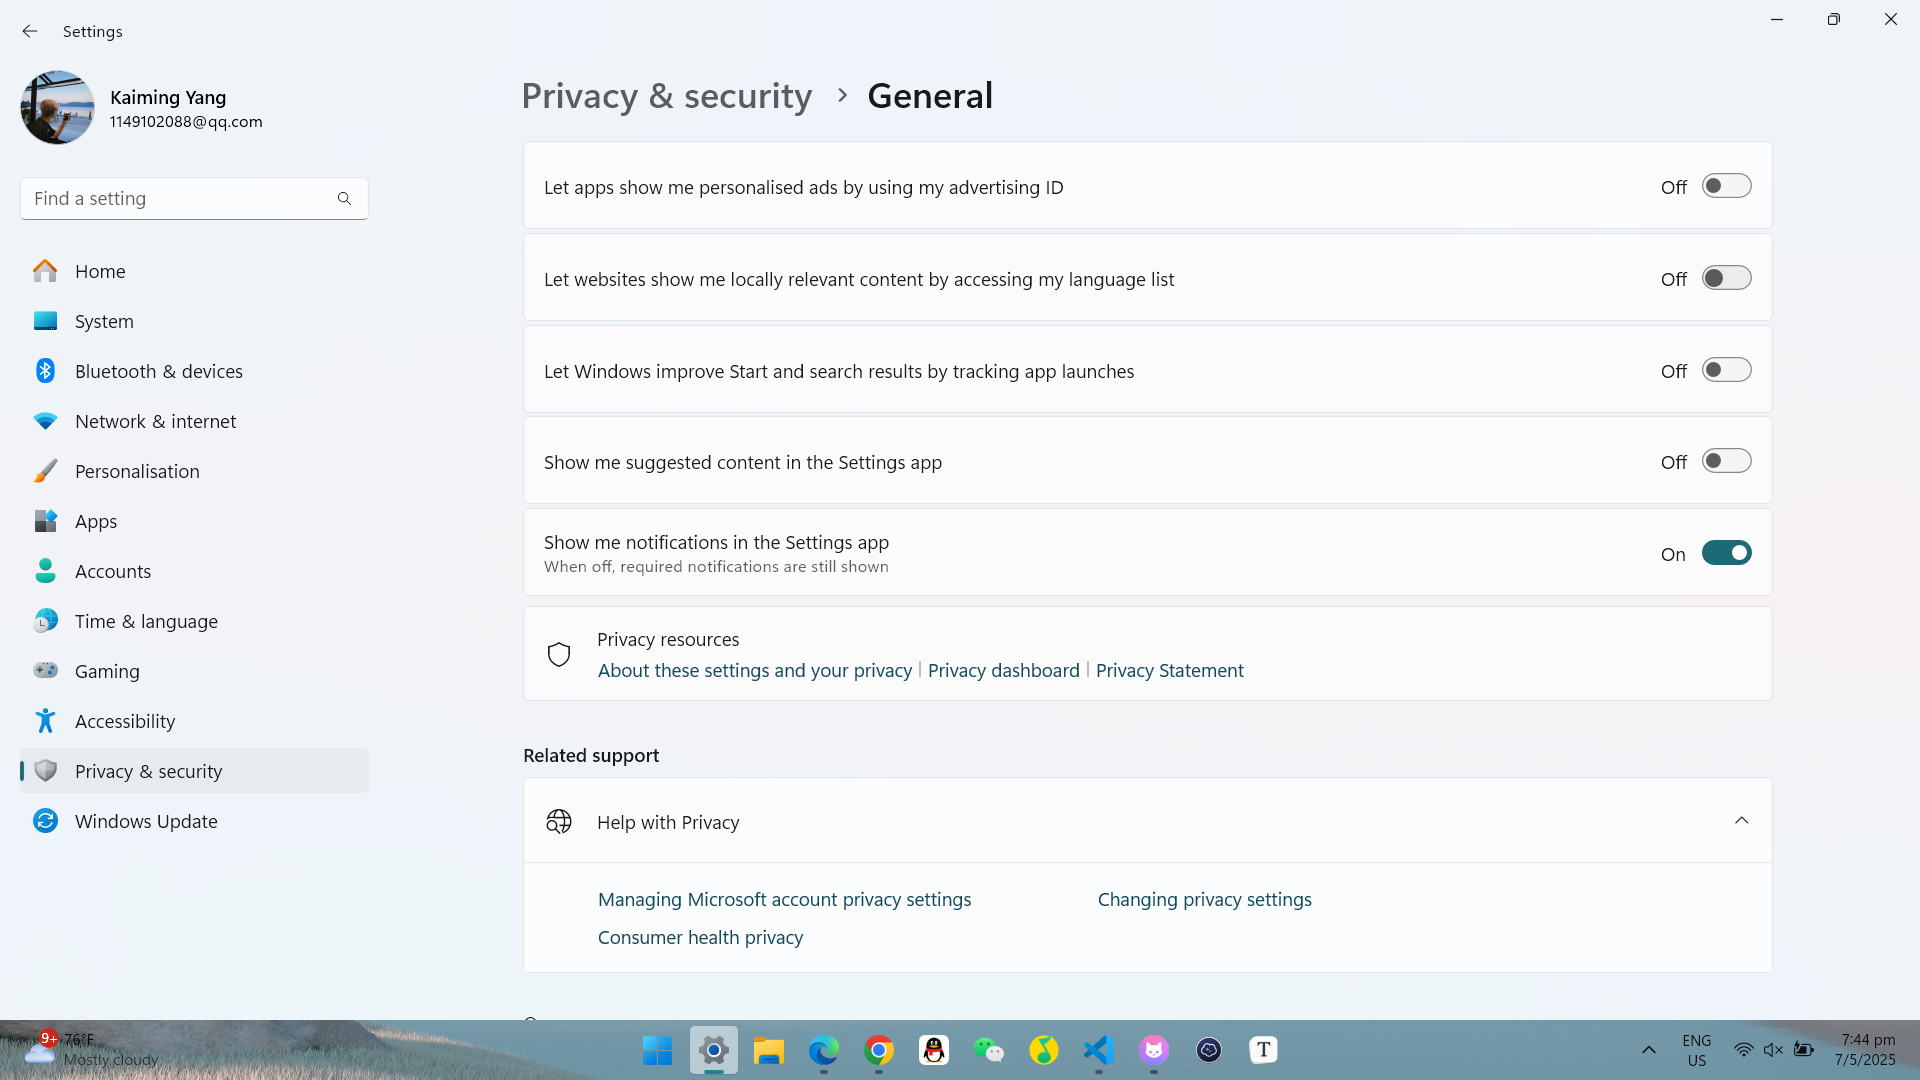 Settings
Kaiming Yang
1149102088@qq.com
Find a setting
Home
System
Bluetooth & devices
Network & internet
Personalisation
Apps
Accounts
Time & language
Gaming
Accessibility
Privacy & security
Windows Update
Privacy & security > General
Let apps show me personalised ads by using my advertising ID
Off
Let websites show me locally relevant content by accessing my language list
Off
Let Windows improve Start and search results by tracking app launches
Off
Show me suggested content in the Settings app
Off
Show me notifications in the Settings app
When off, required notifications are still shown
On
Privacy resources
About these settings and your privacy | Privacy dashboard | Privacy Statement
Related support
Help with Privacy
Managing Microsoft account privacy settings
Changing privacy settings
Consumer health privacy
9+
76°F
Mostly cloudy
T
ENG
US
7:44 pm
7/5/2025